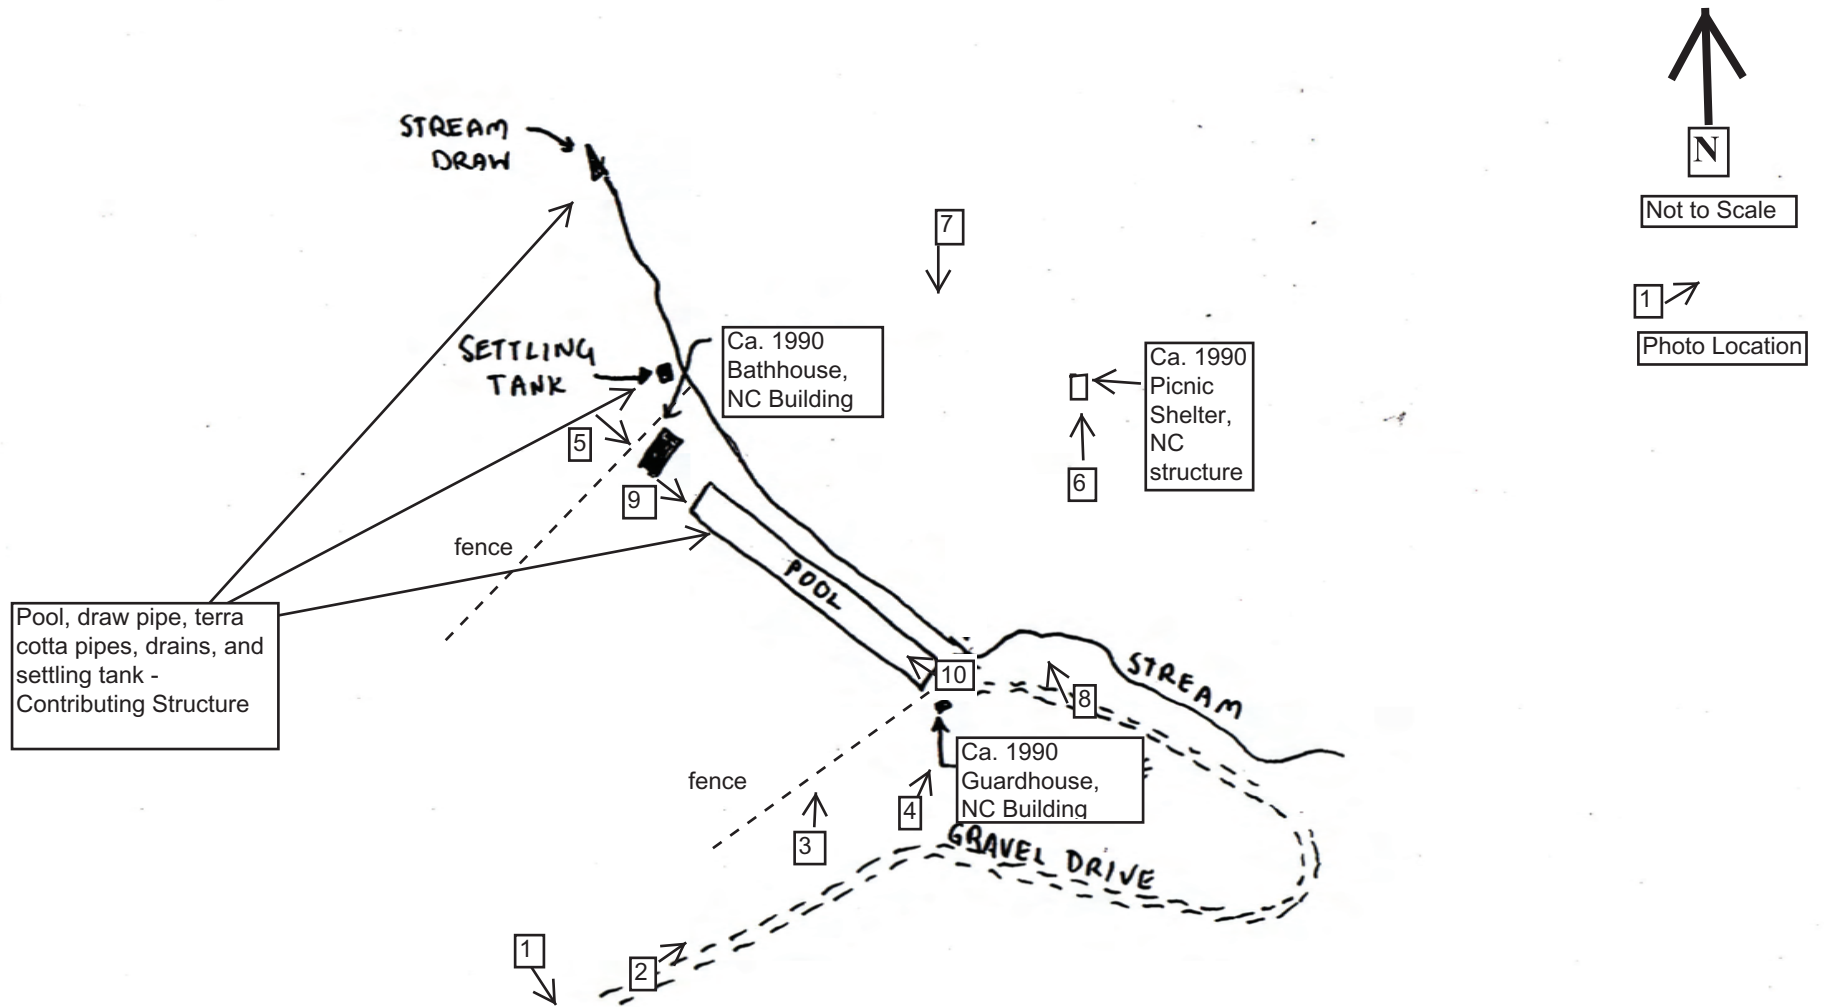 STREAM
DRAW
N
Not to Scale
1
Photo Location
7
SETTLING
TANK
Ca. 1990
Bathhouse,
NC Building
Ca. 1990
Picnic
Shelter,
NC
structure
5
9
6
fence
POOL
Pool, draw pipe, terra
cotta pipes, drains, and
settling tank -
Contributing Structure
10
8
STREAM
fence
Ca. 1990
Guardhouse,
NC Building
4
3
GRAVEL DRIVE
1
2